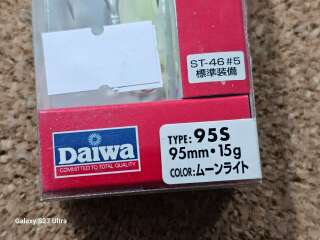 ST-46 #5
標準装備
Daiwa
COMMITTED TO TOTAL QUALITY
TYPE: 95S
95mm・15g
COLOR: ムーンライト
Galaxy S23 Ultra